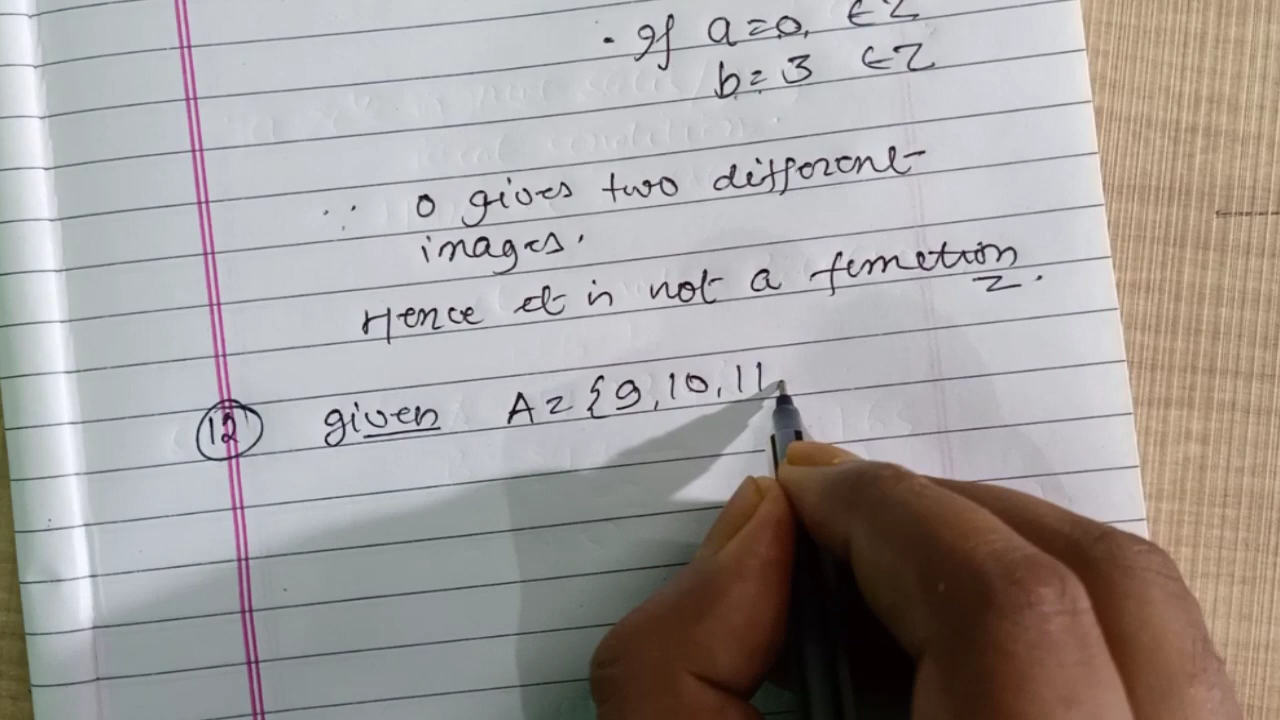 . If a=0, ∈Z
b=3 ∈Z
∵ 0 gives two different
images.
Hence it is not a function.
12 given A = {9, 10, 11,